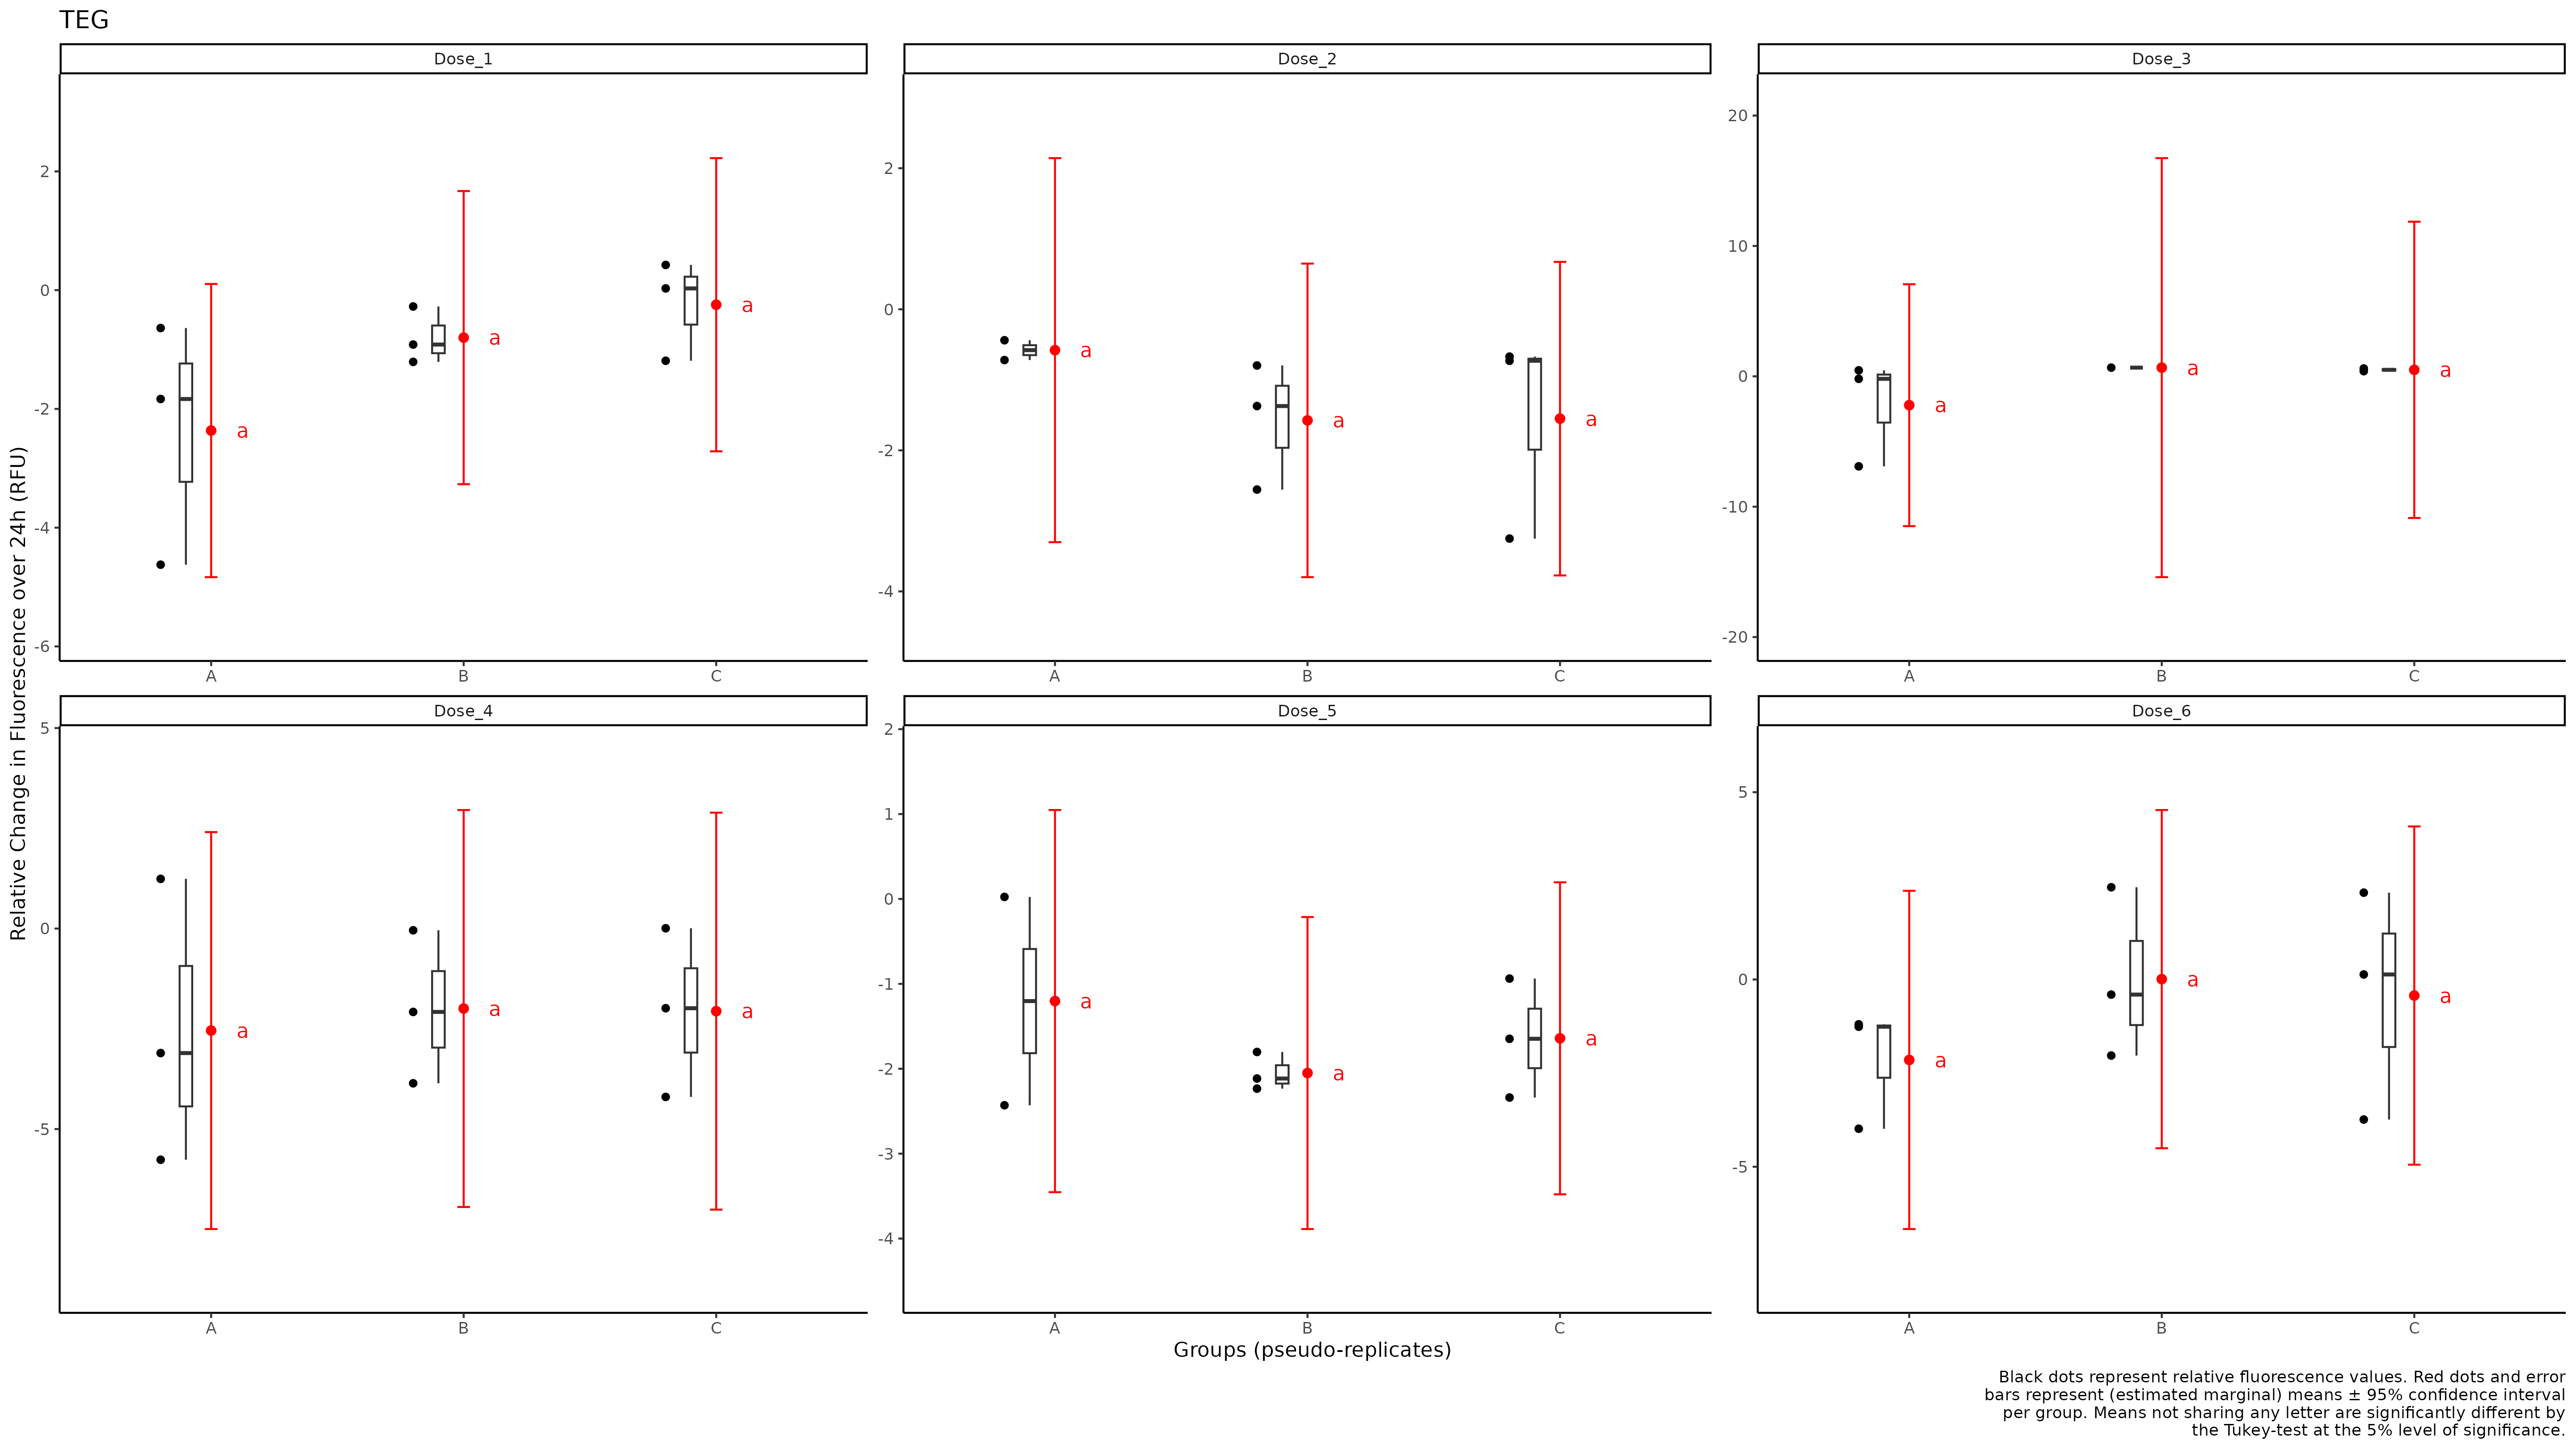 TEG
Dose_1
Dose_2
Dose_3
2
0
-2
-4
-6
2
0
-2
-4
20
10
0
-10
-20
a
a
a
a
a
a
a
a
a
A
B
C
A
B
C
A
B
C
Relative Change in Fluorescence over 24h (RFU)
Dose_4
Dose_5
Dose_6
5
0
-5
2
1
0
-1
-2
-3
-4
5
0
-5
a
a
a
a
a
a
a
a
a
A
B
C
A
B
C
A
B
C
Groups (pseudo-replicates)
Black dots represent relative fluorescence values. Red dots and error
bars represent (estimated marginal) means ± 95% confidence interval
per group. Means not sharing any letter are significantly different by
the Tukey-test at the 5% level of significance.